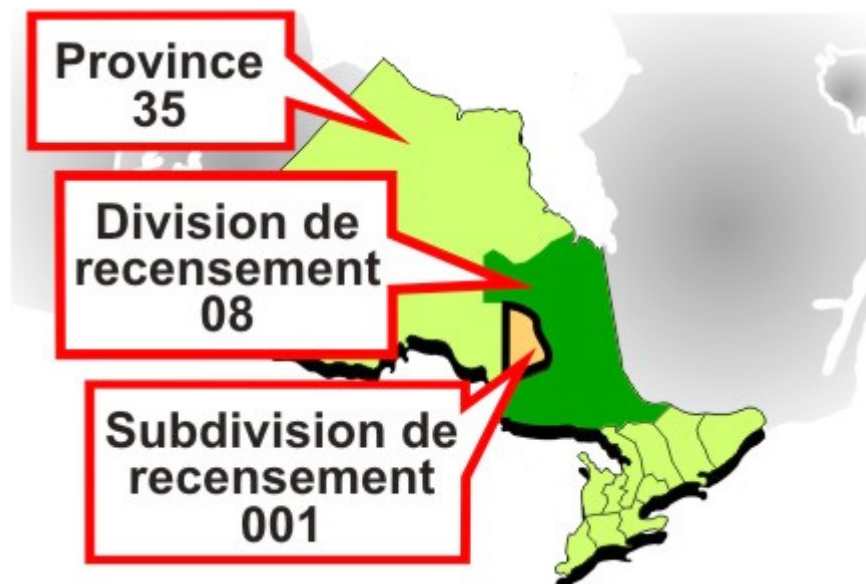 Province
35
Division de
recensement
08
Subdivision de
recensement
001